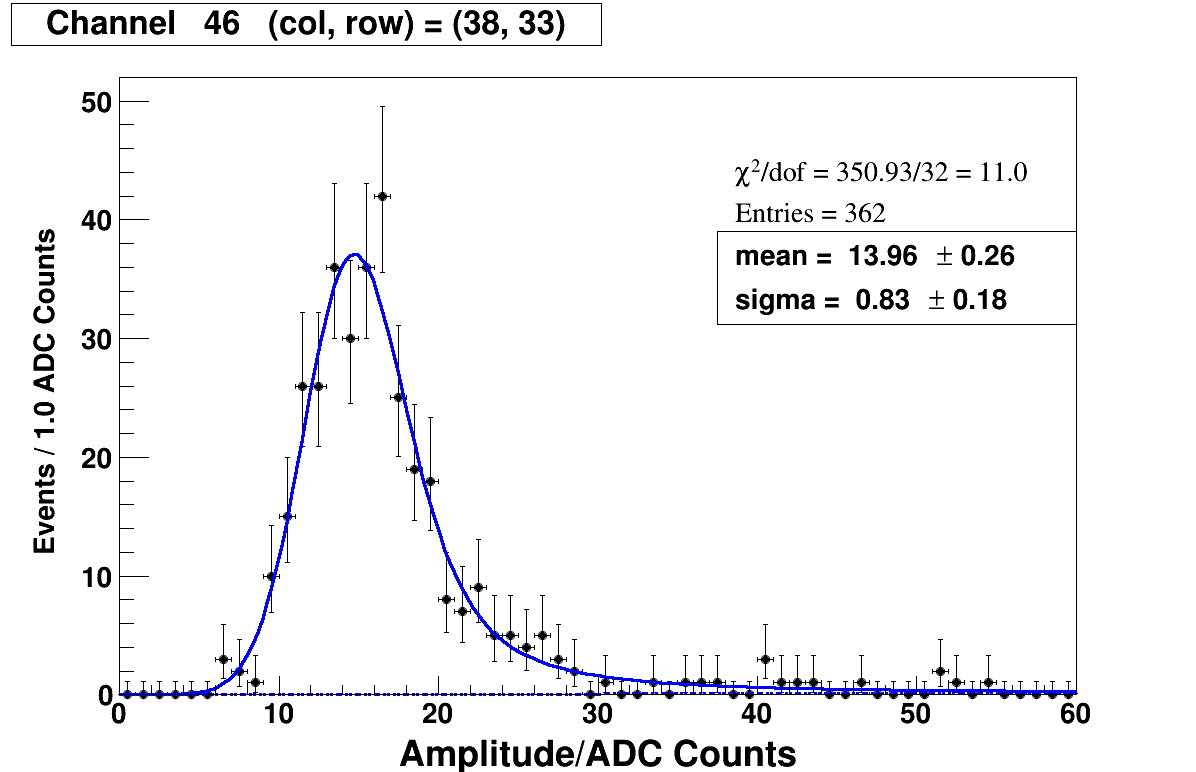 Channel 46 (col, row) = (38, 33)
50
40
30
20
10
0
Events / 1.0 ADC Counts
χ²/dof = 350.93/32 = 11.0
Entries = 362
mean = 13.96 ± 0.26
sigma = 0.83 ± 0.18
0 10 20 30 40 50 60
Amplitude/ADC Counts